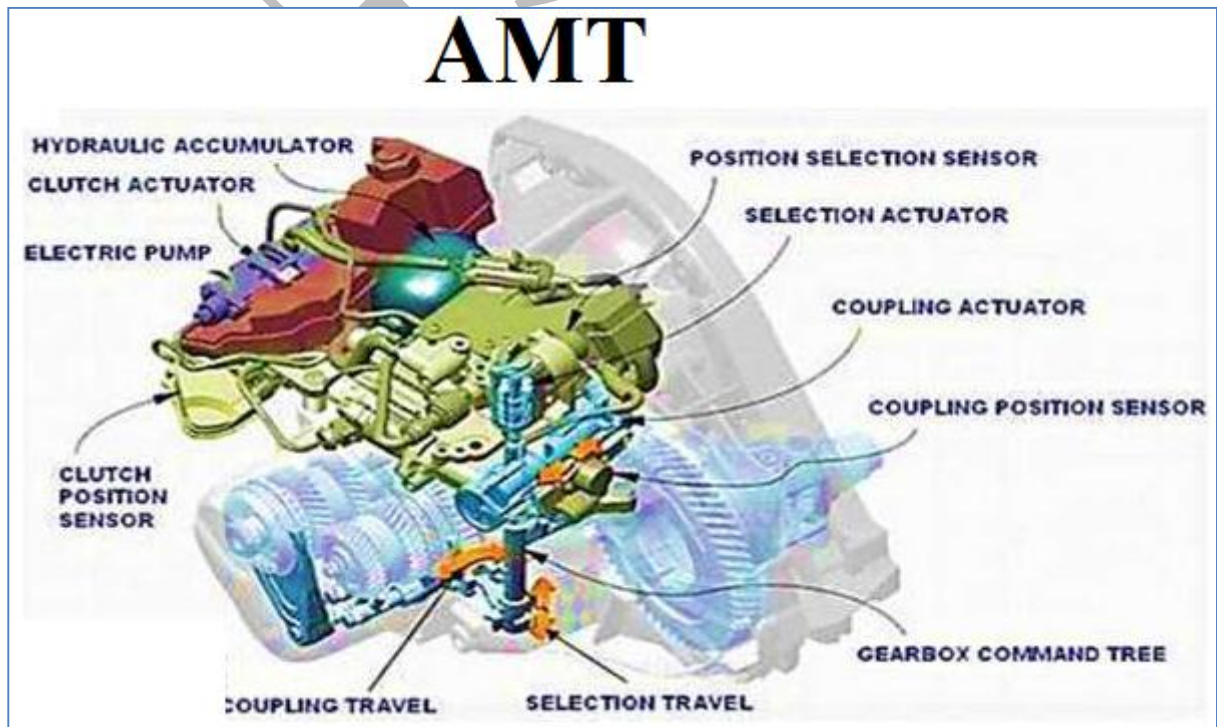 AMT
HYDRAULIC ACCUMULATOR
CLUTCH ACTUATOR
ELECTRIC PUMP
POSITION SELECTION SENSOR
SELECTION ACTUATOR
COUPLING ACTUATOR
COUPLING POSITION SENSOR
CLUTCH
POSITION
SENSOR
GEARBOX COMMAND TREE
COUPLING TRAVEL
SELECTION TRAVEL